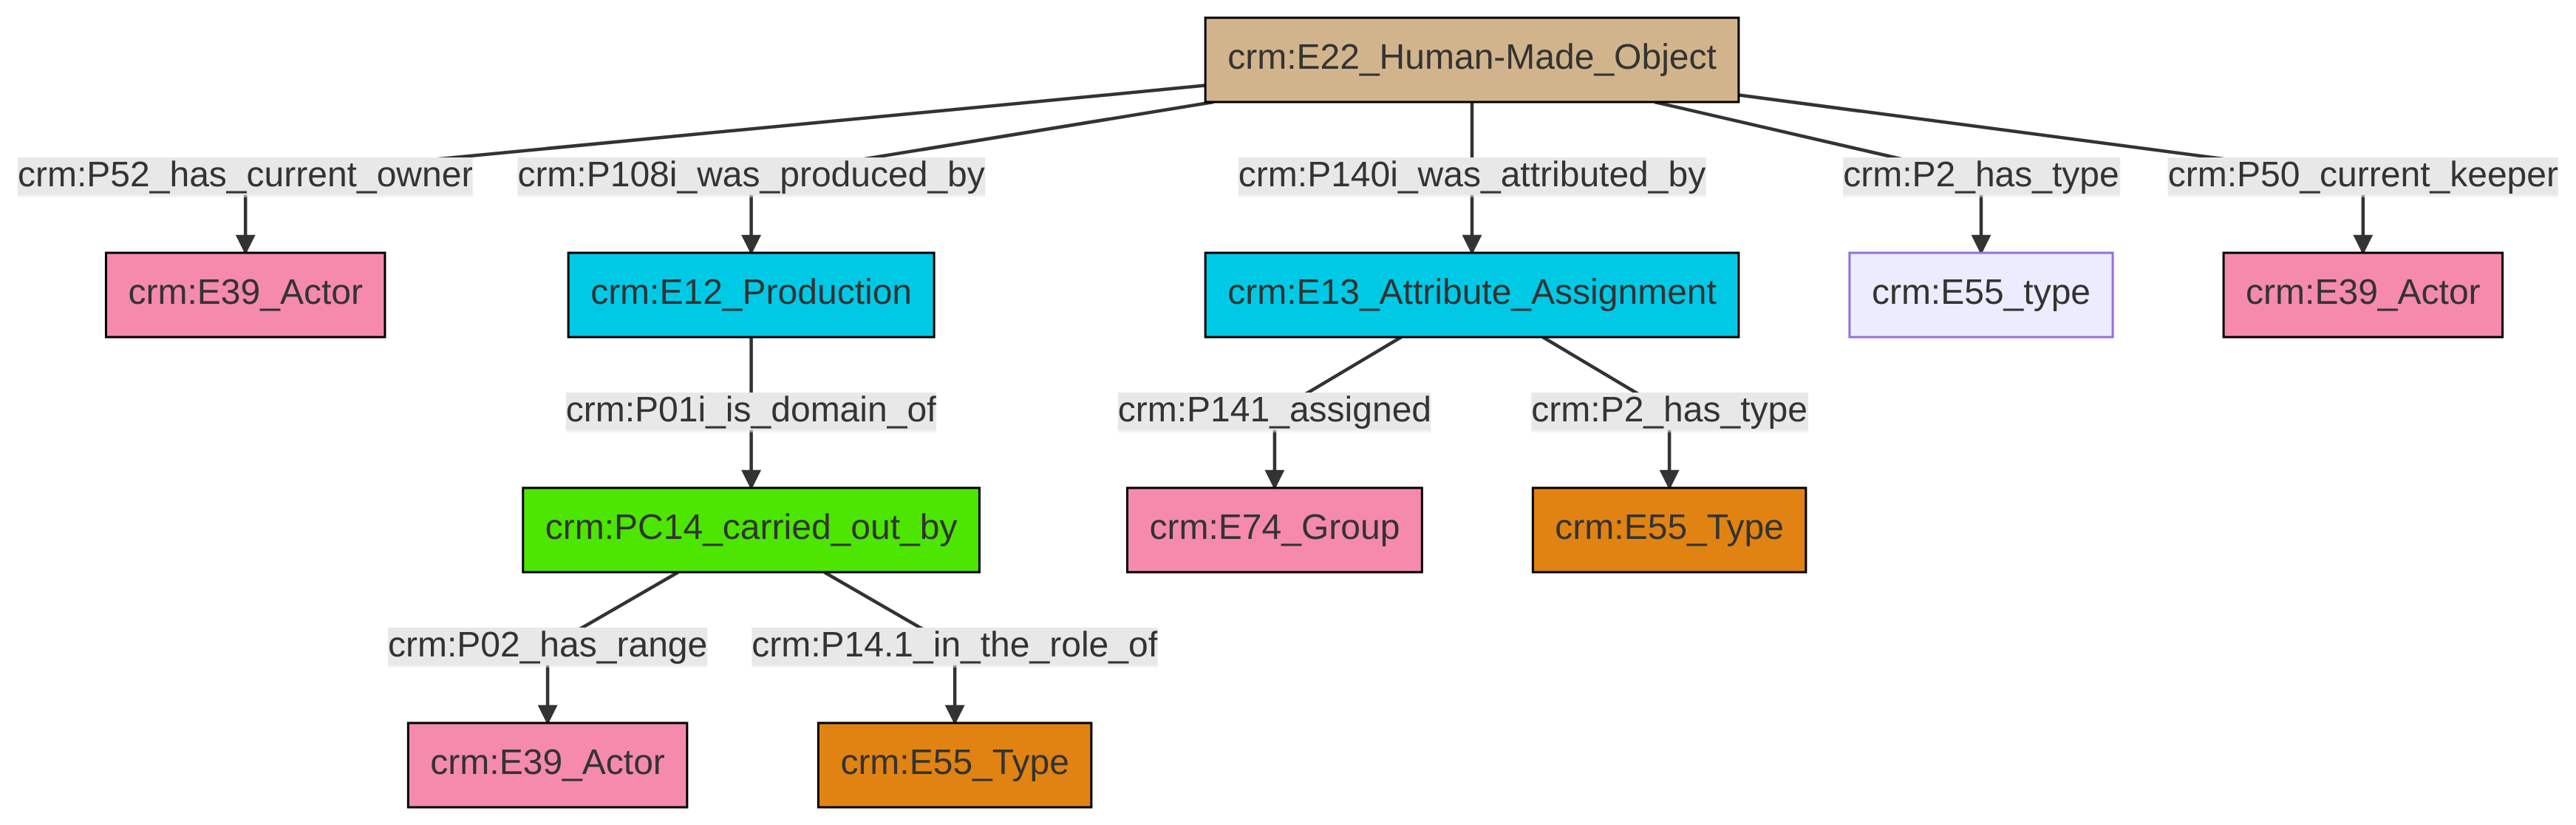 crm:E22_Human-Made_Object
crm:P52_has_current_owner
crm:P108i_was_produced_by
crm:P140i_was_attributed_by
crm:P2_has_type
crm:P50_current_keeper
crm:E39_Actor
crm:E12_Production
crm:E13_Attribute_Assignment
crm:E55_type
crm:E39_Actor
crm:P01i_is_domain_of
crm:P141_assigned
crm:P2_has_type
crm:PC14_carried_out_by
crm:E74_Group
crm:E55_Type
crm:P02_has_range
crm:P14.1_in_the_role_of
crm:E39_Actor
crm:E55_Type